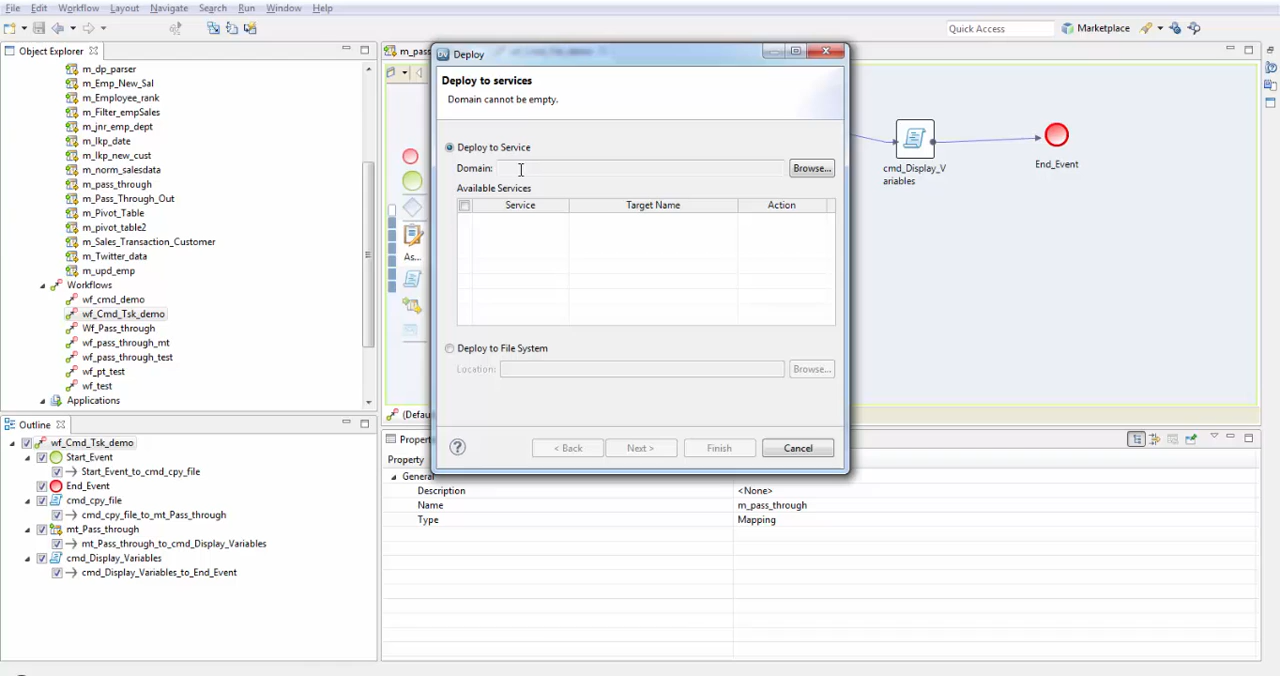 File Edit Workflow Layout Navigate Search Run Window Help
Quick Access Marketplace
Object Explorer
m_dp_parser
m_Emp_New_Sal
m_Employee_rank
m_Filter_empSales
m_jnr_emp_dept
m_lkp_date
m_lkp_new_cust
m_norm_salesdata
m_pass_through
m_Pass_Through_Out
m_Pivot_Table
m_pivot_table2
m_Sales_Transaction_Customer
m_Twitter_data
m_upd_emp
Workflows
wf_cmd_demo
wf_Cmd_Tsk_demo
Wf_Pass_through
wf_pass_through_mt
wf_pass_through_test
wf_pt_test
wf_test
Applications
Outline
wf_Cmd_Tsk_demo
Start_Event
Start_Event_to_cmd_cpy_file
End_Event
cmd_cpy_file
cmd_cpy_file_to_mt_Pass_through
mt_Pass_through
mt_Pass_through_to_cmd_Display_Variables
cmd_Display_Variables
cmd_Display_Variables_to_End_Event
m_pass
As...
(Defau
Deploy
Deploy to services
Domain cannot be empty.
Deploy to Service
Domain: Browse...
Available Services
Service Target Name Action
Deploy to File System
Location: Browse...
< Back Next > Finish Cancel
cmd_Display_V
ariables
End_Event
Propert
Property
General
Description <None>
Name m_pass_through
Type Mapping